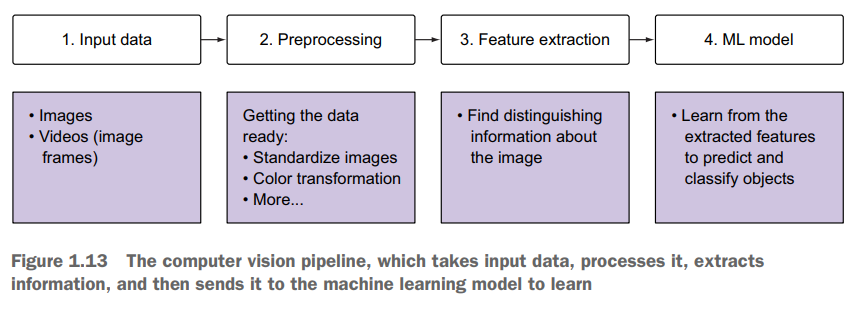 1. Input data
2. Preprocessing
3. Feature extraction
4. ML model
• Images
• Videos (image
frames)
Getting the data
ready:
• Standardize images
• Color transformation
• More...
• Find distinguishing
information about
the image
• Learn from the
extracted features
to predict and
classify objects
Figure 1.13 The computer vision pipeline, which takes input data, processes it, extracts
information, and then sends it to the machine learning model to learn